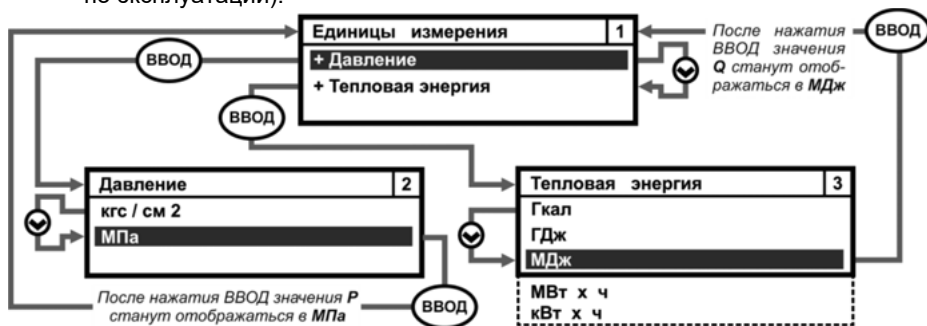 по эксплуатации).
Единицы измерения 1
+ Давление
+ Тепловая энергия
ВВОД
ВВОД
После нажатия
ВВОД значения
Q станут отоб-
ражаться в МДж
ВВОД
Давление 2
кгс / см 2
МПа
После нажатия ВВОД значения P
станут отображаться в МПа
ВВОД
Тепловая энергия 3
Гкал
ГДж
МДж
МВт х ч
кВт х ч